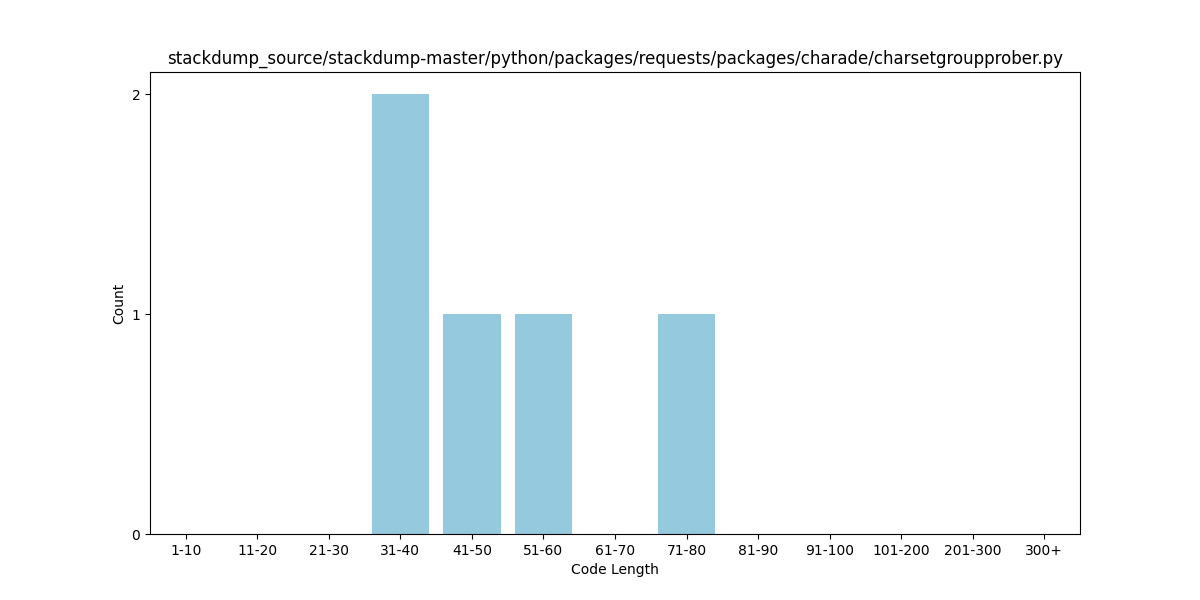 stackdump_source/stackdump-master/python/packages/requests/packages/charade/charsetgroupprober.py
Count
2
1
0
1-10 11-20 21-30 31-40 41-50 51-60 61-70 71-80 81-90 91-100 101-200 201-300 300+
Code Length